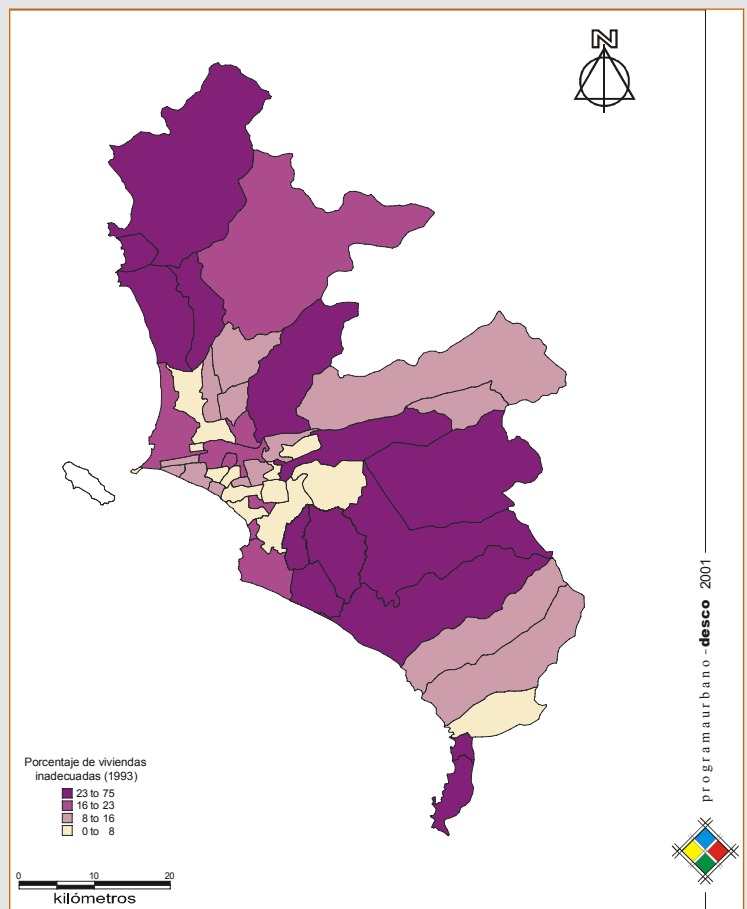 N
programaurbano - desco 2001
Porcentaje de viviendas
inadecuadas (1993)
23 to 75
16 to 23
8 to 16
0 to 8
0 10 20
kilómetros